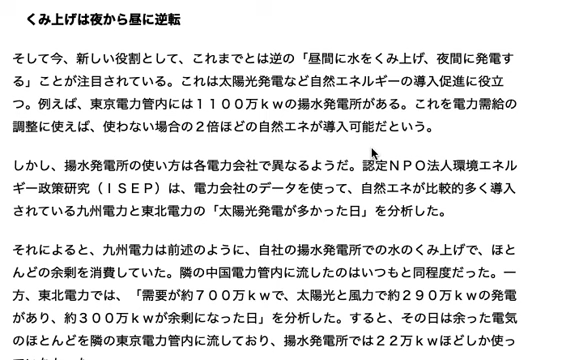 くみ上げは夜から昼に逆転
そして今、新しい役割として、これまでとは逆の「昼間に水をくみ上げ、夜間に発電す
る」ことが注目されている。これは太陽光発電など自然エネルギーの導入促進に役立
つ。例えば、東京電力管内には１１００万ｋｗの揚水発電所がある。これを電力需給の
調整に使えば、使わない場合の２倍ほどの自然エネが導入可能だという。
しかし、揚水発電所の使い方は各電力会社で異なるようだ。認定ＮＰＯ法人環境エネル
ギー政策研究（ＩＳＥＰ）は、電力会社のデータを使って、自然エネが比較的多く導入
されている九州電力と東北電力の「太陽光発電が多かった日」を分析した。
それによると、九州電力は前述のように、自社の揚水発電所での水のくみ上げで、ほと
んどの余剰を消費していた。隣の中国電力管内に流したのはいつもと同程度だった。一
方、東北電力では、「需要が約７００万ｋｗで、太陽光と風力で約２９０万ｋｗの発電
があり、約３００万ｋｗが余剰になった日」を分析した。すると、その日は余った電気
のほとんどを隣の東京電力管内に流しており、揚水発電所では２２万ｋｗほどしか使っ